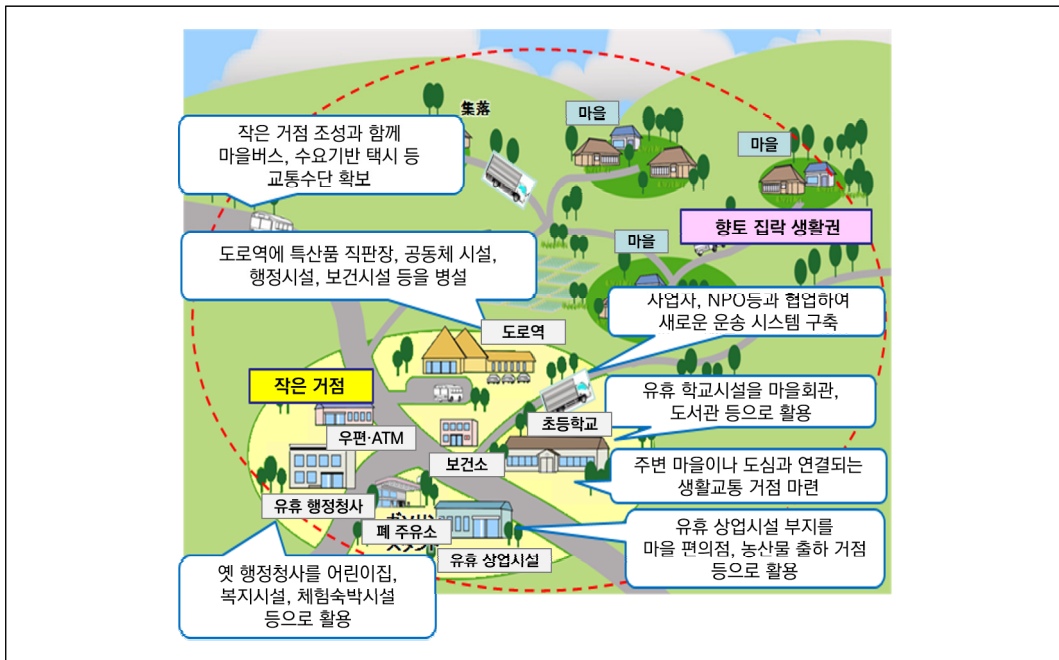 集落
마을
마을
작은 거점 조성과 함께
마을버스, 수요기반 택시 등
교통수단 확보
향토 집락 생활권
마을
도로역에 특산품 직판장, 공동체 시설,
행정시설, 보건시설 등을 병설
사업자, NPO등과 협업하여
새로운 운송 시스템 구축
도로역
작은 거점
유휴 학교시설을 마을회관,
도서관 등으로 활용
초등학교
우편·ATM
보건소
주변 마을이나 도심과 연결되는
생활교통 거점 마련
유휴 행정청사
폐 주유소
유휴 상업시설
유휴 상업시설 부지를
마을 편의점, 농산물 출하 거점
등으로 활용
옛 행정청사를 어린이집,
복지시설, 체험숙박시설
등으로 활용